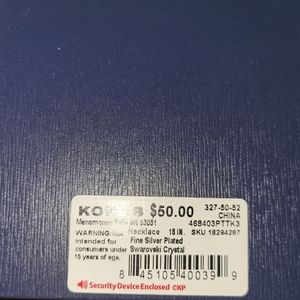 KOHL'S $50.00 327-50-52
Menomonee Falls WI 53051 CHINA
468403PTTK3
WARNING: Not Necklace 18 IN. SKU 18294287
intended for Fine Silver Plated
consumers under Swarovski Crystal
15 years of age.
8 45105 40039 9
Security Device Enclosed CKP